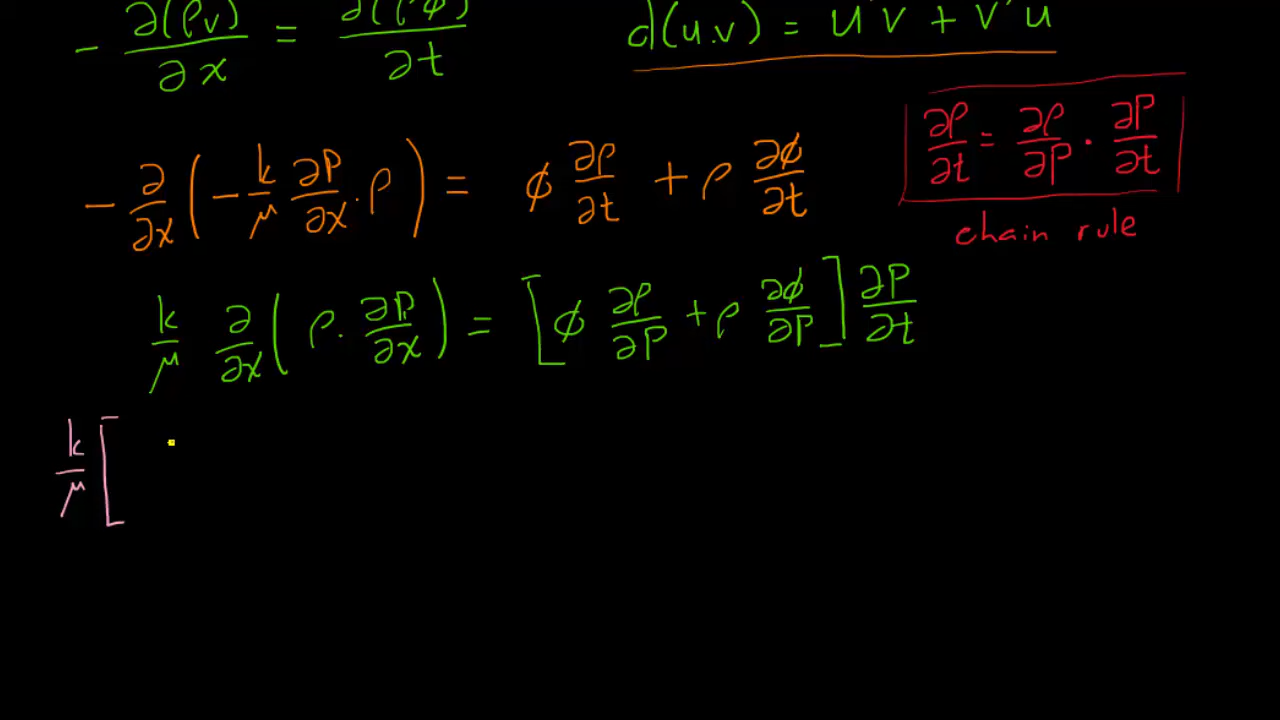 - ∂(ρv)/∂x = ∂(ρϕ)/∂t
d(u.v) = u'v + v'u
∂ρ/∂t = ∂ρ/∂P · ∂P/∂t
- ∂/∂x (- k/μ ∂P/∂x · ρ) = ϕ ∂ρ/∂t + ρ ∂ϕ/∂t
chain rule
k/μ ∂/∂x (ρ · ∂P/∂x) = [ϕ ∂ρ/∂P + ρ ∂ϕ/∂P] ∂P/∂t
k/μ [